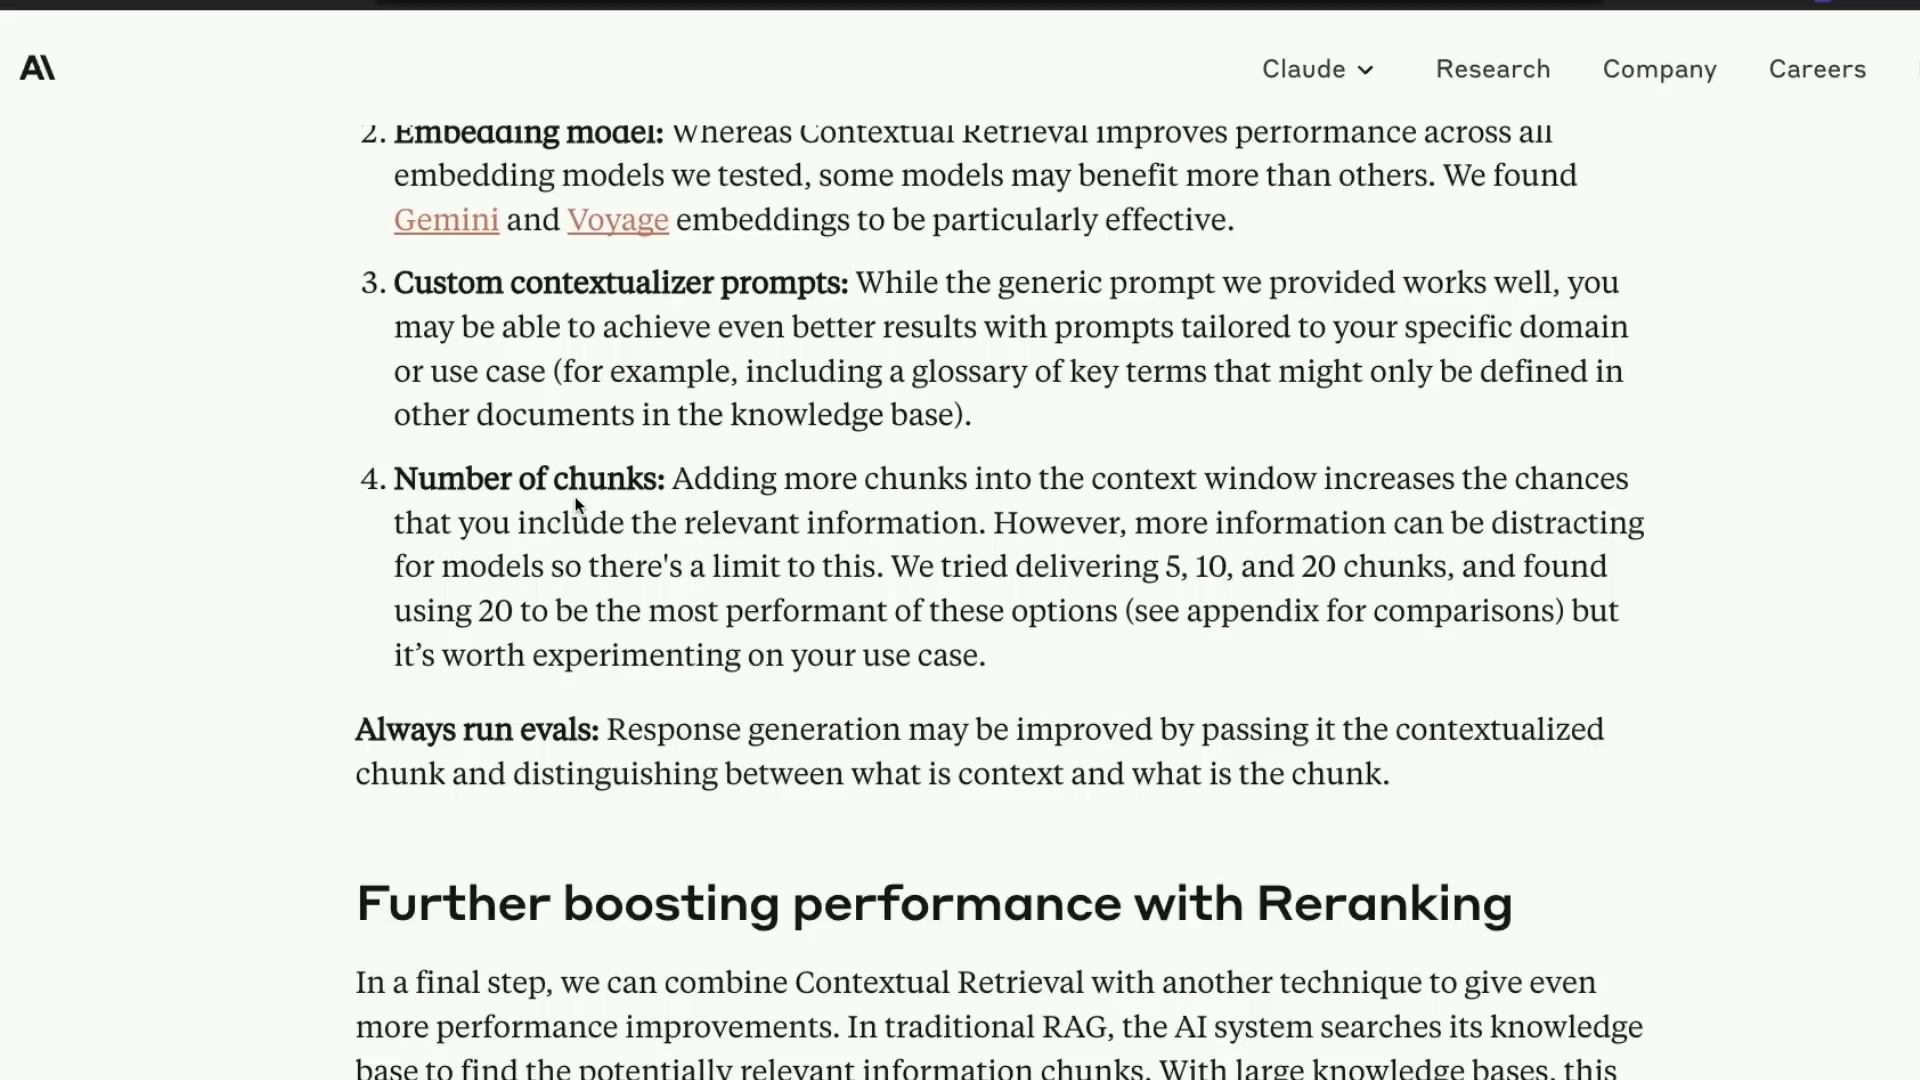 A\
Claude
Research
Company
Careers
2. Embedding model: Whereas Contextual Retrieval improves performance across all
embedding models we tested, some models may benefit more than others. We found
Gemini and Voyage embeddings to be particularly effective.
3. Custom contextualizer prompts: While the generic prompt we provided works well, you
may be able to achieve even better results with prompts tailored to your specific domain
or use case (for example, including a glossary of key terms that might only be defined in
other documents in the knowledge base).
4. Number of chunks: Adding more chunks into the context window increases the chances
that you include the relevant information. However, more information can be distracting
for models so there's a limit to this. We tried delivering 5, 10, and 20 chunks, and found
using 20 to be the most performant of these options (see appendix for comparisons) but
it’s worth experimenting on your use case.
Always run evals: Response generation may be improved by passing it the contextualized
chunk and distinguishing between what is context and what is the chunk.
Further boosting performance with Reranking
In a final step, we can combine Contextual Retrieval with another technique to give even
more performance improvements. In traditional RAG, the AI system searches its knowledge
base to find the potentially relevant information chunks. With large knowledge bases, this